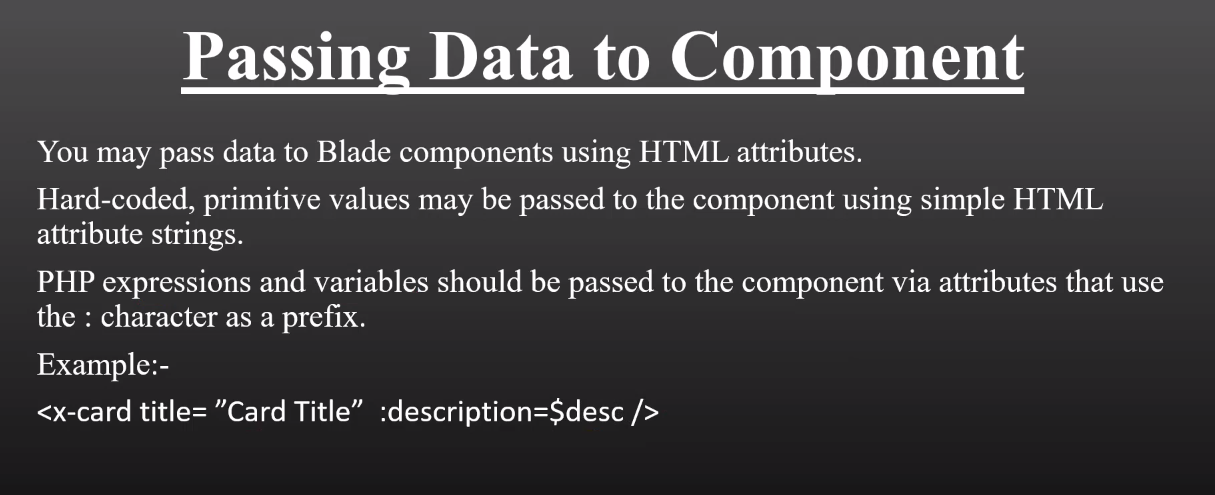 Passing Data to Component
You may pass data to Blade components using HTML attributes.
Hard-coded, primitive values may be passed to the component using simple HTML
attribute strings.
PHP expressions and variables should be passed to the component via attributes that use
the : character as a prefix.
Example:-
<x-card title= ”Card Title”  :description=$desc />